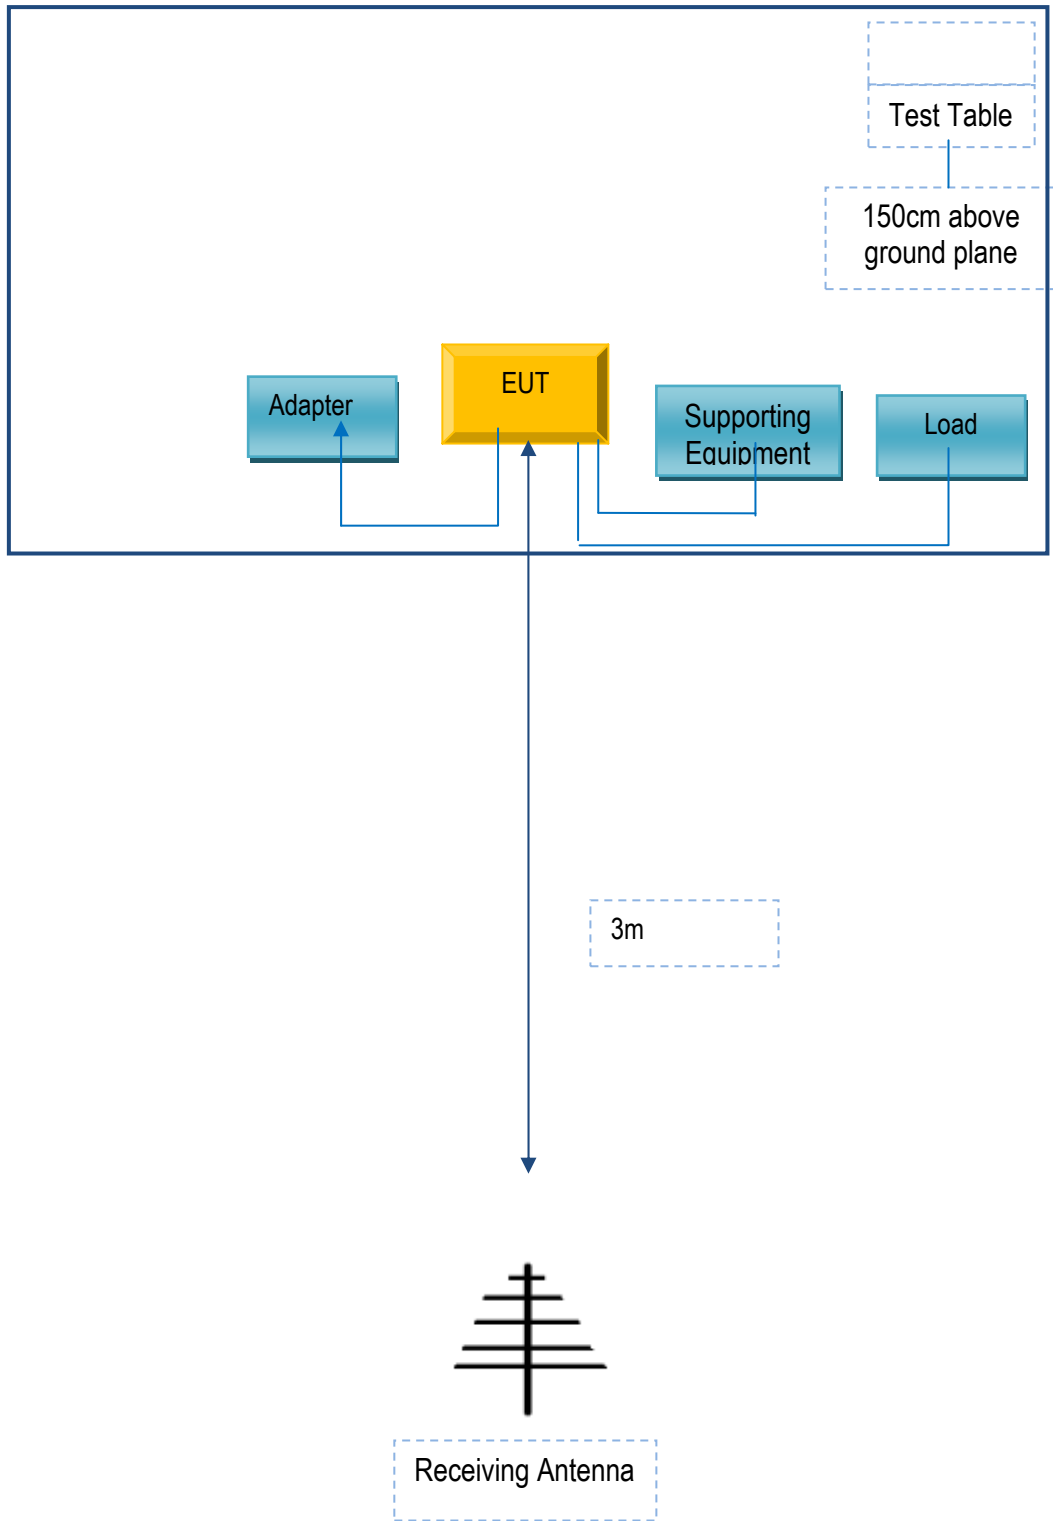 Test Table
150cm above
ground plane
EUT
Adapter
Supporting
Equipment
Load
3m
Receiving Antenna